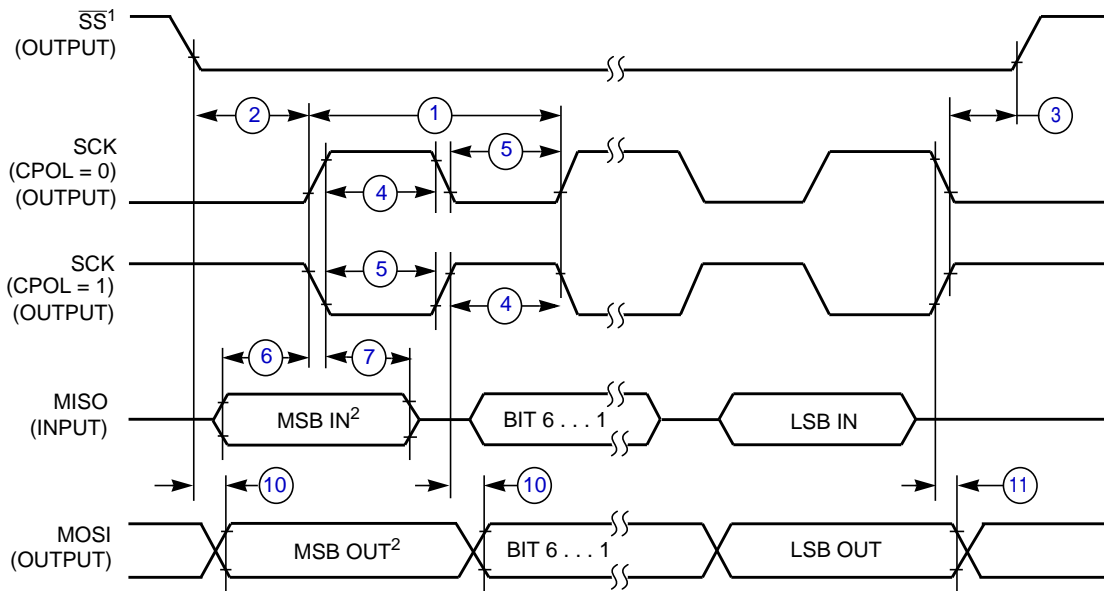 SS¹
(OUTPUT)
2
1
3
SCK
(CPOL = 0)
(OUTPUT)
5
4
SCK
(CPOL = 1)
(OUTPUT)
5
4
6
7
MISO
(INPUT)
MSB IN²
BIT 6 . . . 1
LSB IN
10
10
11
MOSI
(OUTPUT)
MSB OUT²
BIT 6 . . . 1
LSB OUT